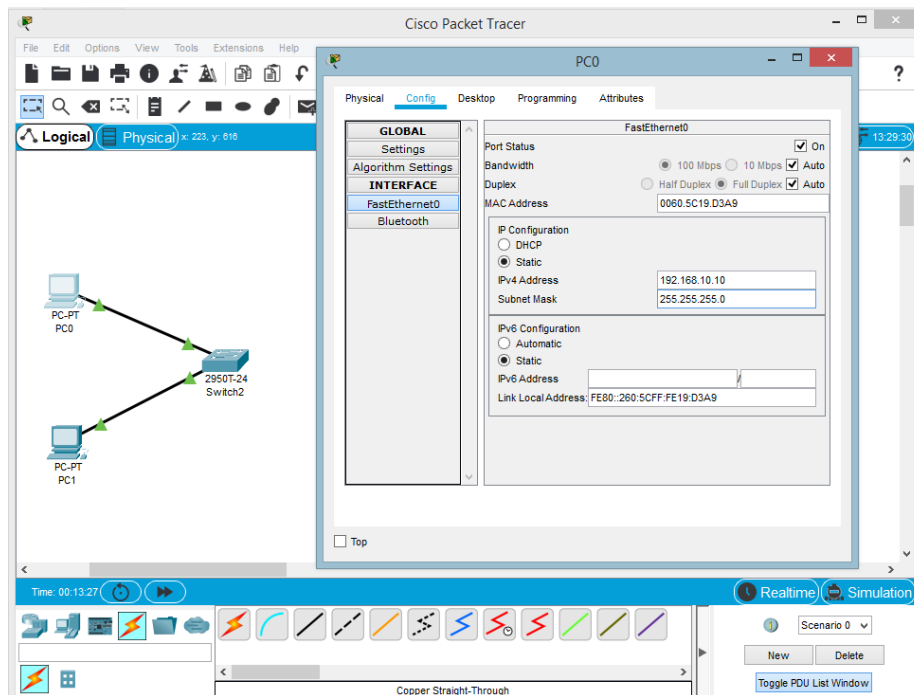 Cisco Packet Tracer
File Edit Options View Tools Extensions Help
?
Logical
Physical
x: 223, y: 616
13:29:30
PC-PT
PC0
2950T-24
Switch2
PC-PT
PC1
PC0
Physical Config Desktop Programming Attributes
GLOBAL
Settings
Algorithm Settings
INTERFACE
FastEthernet0
Bluetooth
FastEthernet0
Port Status On
Bandwidth 100 Mbps 10 Mbps Auto
Duplex Half Duplex Full Duplex Auto
MAC Address 0060.5C19.D3A9
IP Configuration
DHCP
Static
IPv4 Address 192.168.10.10
Subnet Mask 255.255.255.0
IPv6 Configuration
Automatic
Static
IPv6 Address /
Link Local Address: FE80::260:5CFF:FE19:D3A9
Top
Time: 00:13:27
Realtime Simulation
Scenario 0
New Delete
Toggle PDU List Window
Copper Straight-Through